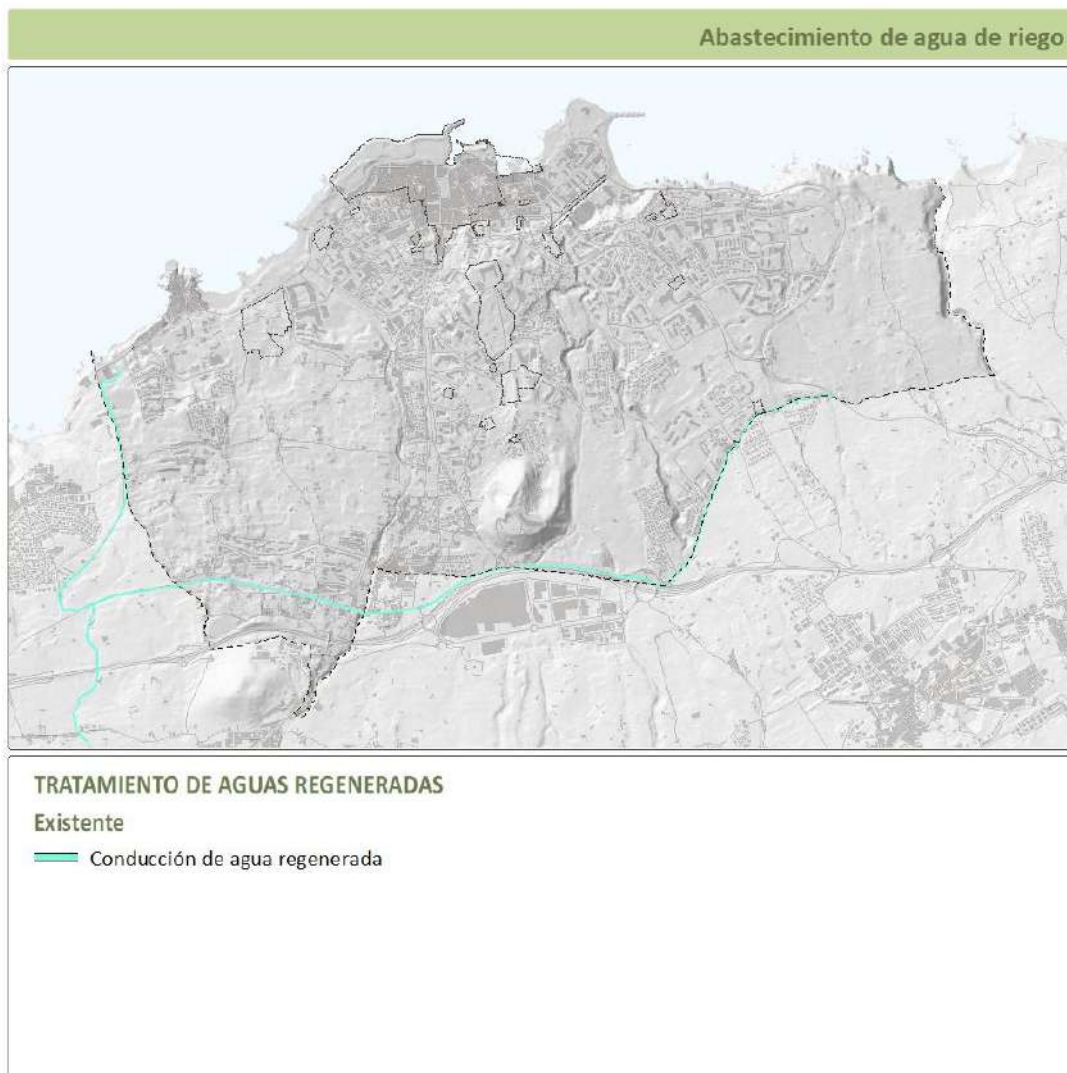 Abastecimiento de agua de riego
TRATAMIENTO DE AGUAS REGENERADAS
Existente
Conducción de agua regenerada